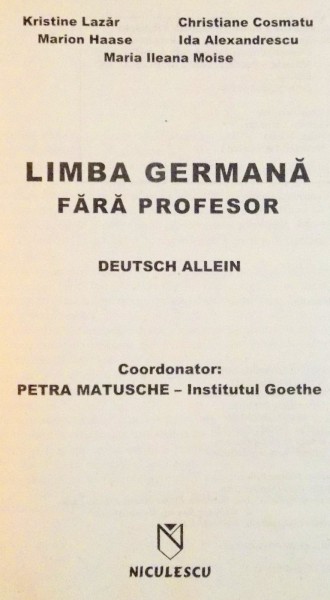 Kristine Lazăr Christiane Cosmatu
Marion Haase Ida Alexandrescu
Maria Ileana Moise
LIMBA GERMANĂ
FĂRĂ PROFESOR
DEUTSCH ALLEIN
Coordonator:
PETRA MATUSCHE – Institutul Goethe
NICULESCU